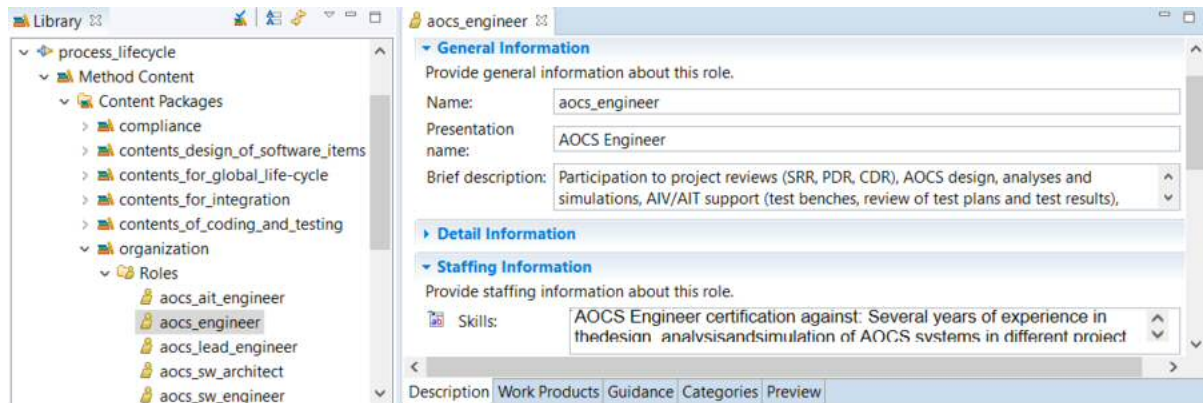 Library
process_lifecycle
Method Content
Content Packages
compliance
contents_design_of_software_items
contents_for_global_life-cycle
contents_for_integration
contents_of_coding_and_testing
organization
Roles
aocs_ait_engineer
aocs_engineer
aocs_lead_engineer
aocs_sw_architect
aocs_sw_engineer
aocs_engineer
General Information
Provide general information about this role.
Name: aocs_engineer
Presentation
name: AOCS Engineer
Brief description: Participation to project reviews (SRR, PDR, CDR), AOCS design, analyses and
simulations, AIV/AIT support (test benches, review of test plans and test results),
Detail Information
Staffing Information
Provide staffing information about this role.
Skills: AOCS Engineer certification against: Several years of experience in
thedesign analysisandsimulation of AOCS systems in different project
Description Work Products Guidance Categories Preview